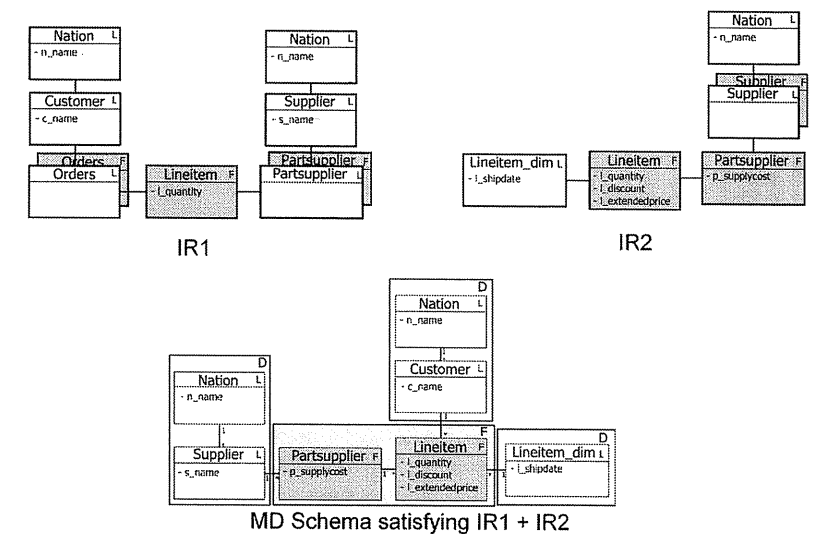 Nation L
- n_name
Customer L
- c_name
Orders F
Orders L
Lineitem F
- l_quantity
Nation L
- n_name
Supplier L
- s_name
Partsupplier F
Partsupplier L
IR1
Nation L
- n_name
Supplier F
Supplier L
Lineitem_dim L
- l_shipdate
Lineitem F
- l_quantity
- l_discount
- l_extendedprice
Partsupplier F
- p_supplycost
IR2
D
Nation L
- n_name
Customer L
- c_name
D
Nation L
- n_name
Supplier L
- s_name
F
Partsupplier F
- p_supplycost
Lineitem F
- l_quantity
- l_discount
- l_extendedprice
D
Lineitem_dim L
- l_shipdate
MD Schema satisfying IR1 + IR2